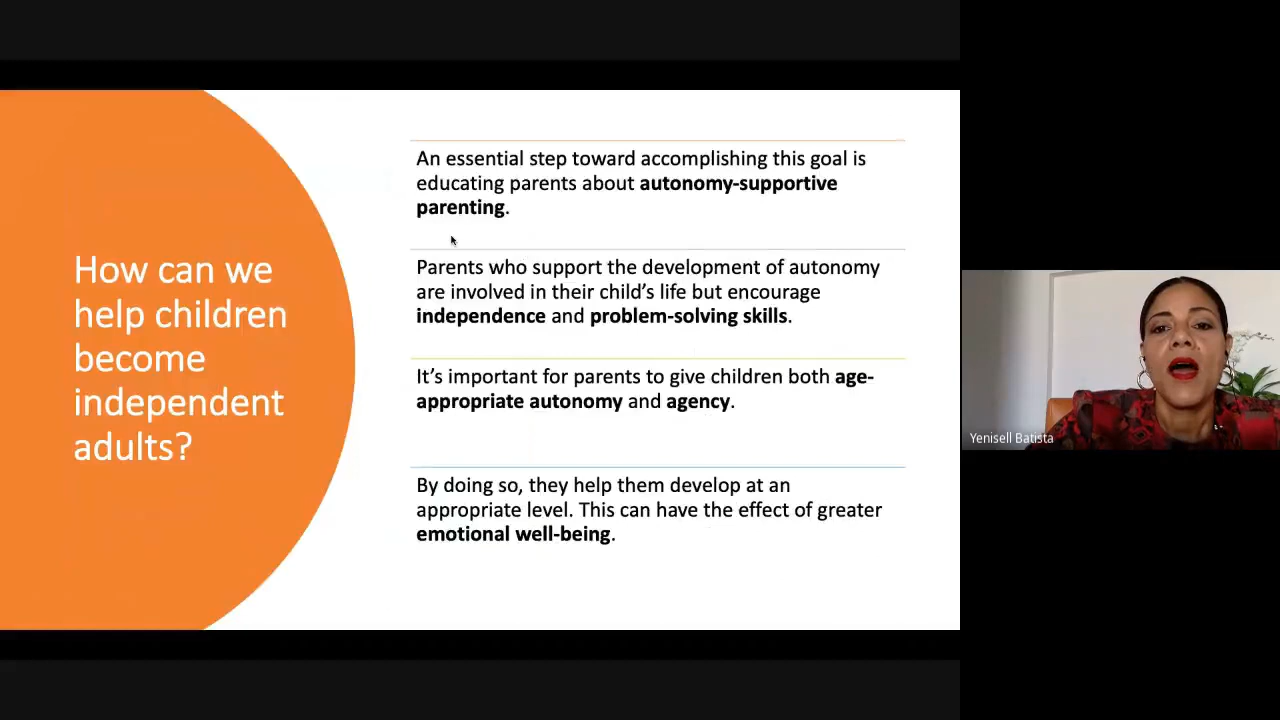 How can we
help children
become
independent
adults?
An essential step toward accomplishing this goal is
educating parents about autonomy-supportive
parenting.
Parents who support the development of autonomy
are involved in their child’s life but encourage
independence and problem-solving skills.
It’s important for parents to give children both age-
appropriate autonomy and agency.
By doing so, they help them develop at an
appropriate level. This can have the effect of greater
emotional well-being.
Yenisell Batista